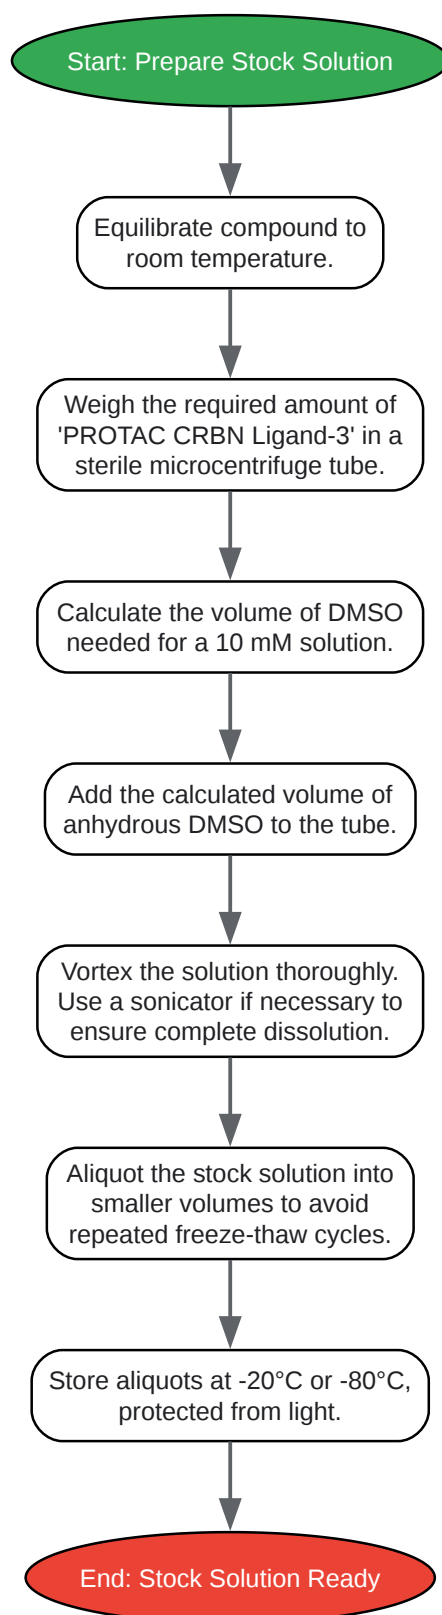 Start: Prepare Stock Solution
Equilibrate compound to
room temperature.
Weigh the required amount of
'PROTAC CRBN Ligand-3' in a
sterile microcentrifuge tube.
Calculate the volume of DMSO
needed for a 10 mM solution.
Add the calculated volume of
anhydrous DMSO to the tube.
Vortex the solution thoroughly.
Use a sonicator if necessary to
ensure complete dissolution.
Aliquot the stock solution into
smaller volumes to avoid
repeated freeze-thaw cycles.
Store aliquots at -20°C or -80°C,
protected from light.
End: Stock Solution Ready